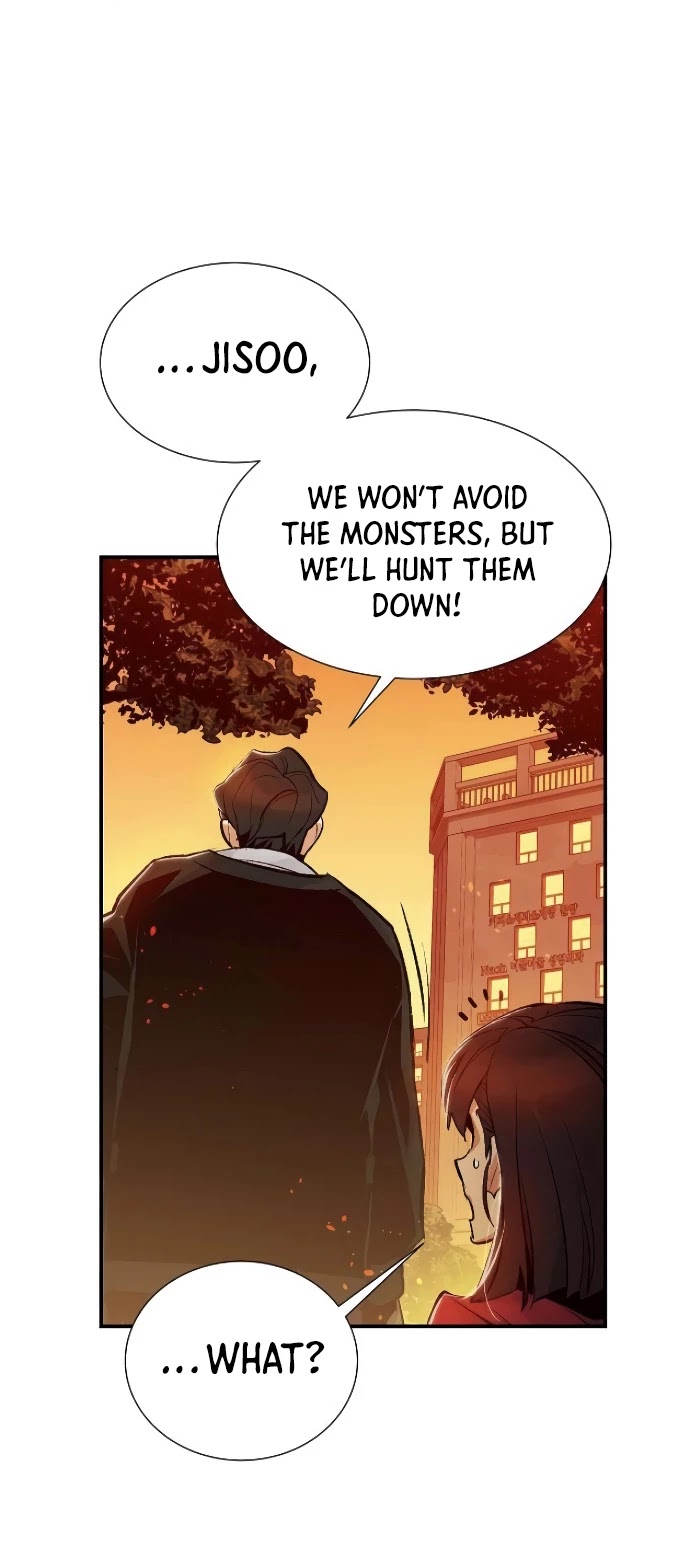 ...JISOO,
WE WON'T AVOID
THE MONSTERS, BUT
WE'LL HUNT THEM
DOWN!
...WHAT?